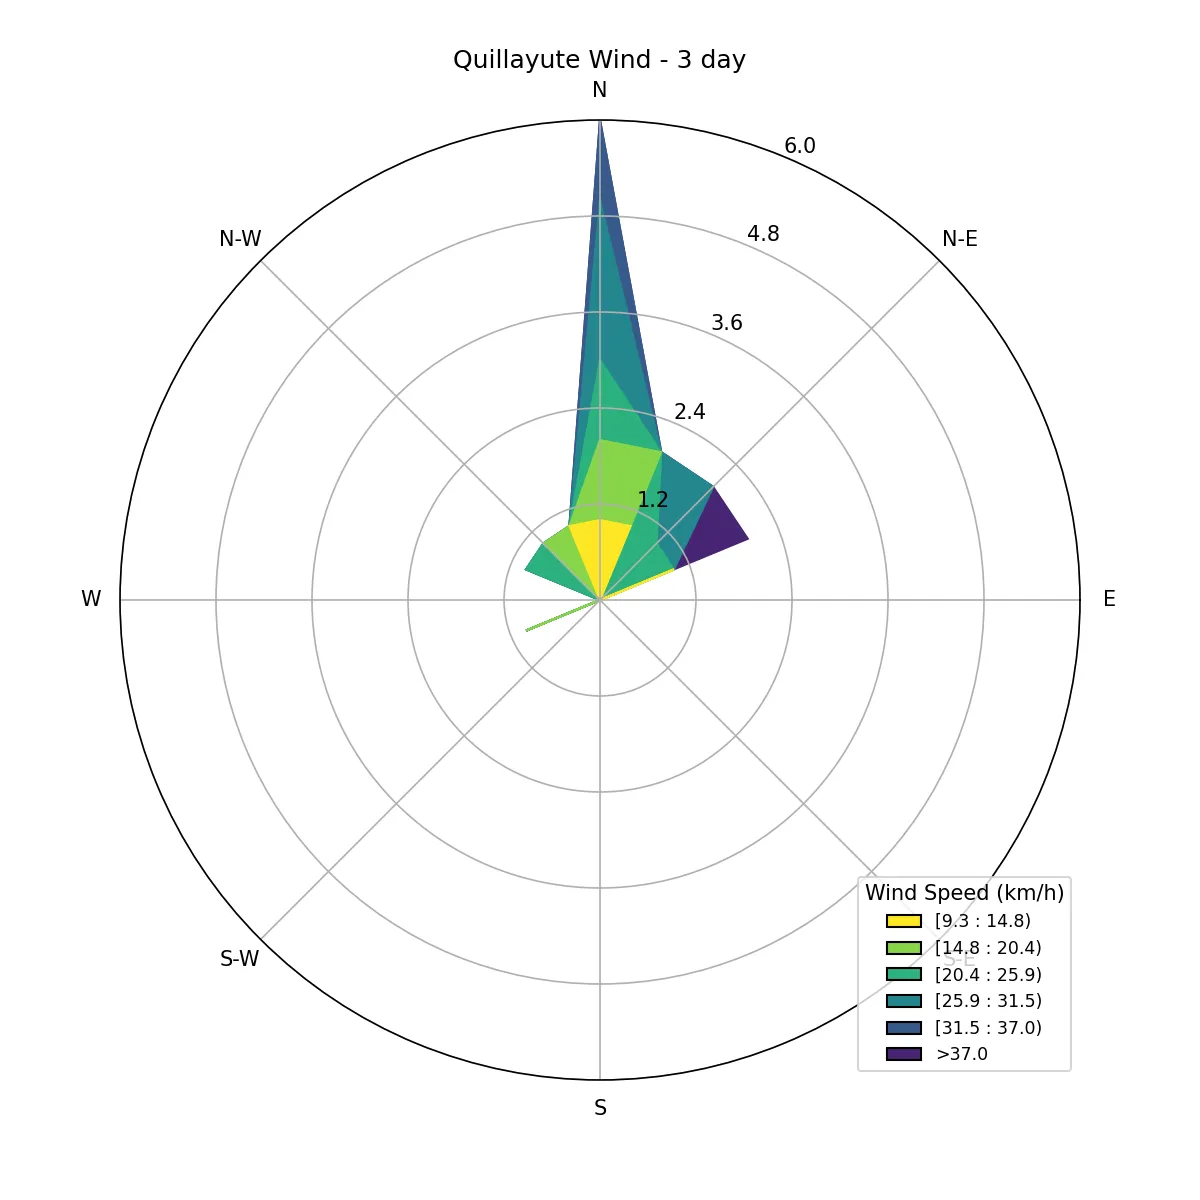 Quillayute Wind - 3 day
N
6.0
N-W
4.8
N-E
3.6
2.4
1.2
W
E
Wind Speed (km/h)
[9.3 : 14.8)
[14.8 : 20.4)
S-W
S-E
[20.4 : 25.9)
[25.9 : 31.5)
[31.5 : 37.0)
>37.0
S